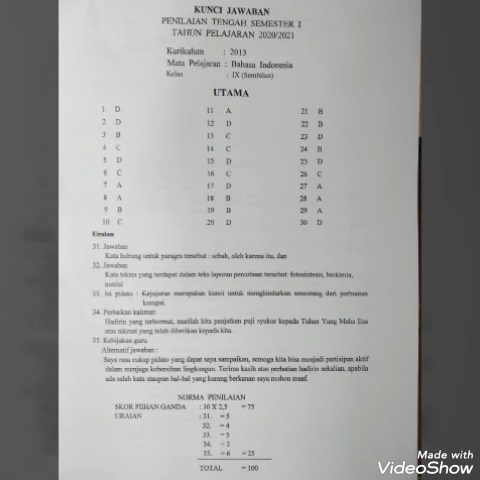 KUNCI JAWABAN
PENILAIAN TENGAH SEMESTER I
TAHUN PELAJARAN 2020/2021
Kurikulum : 2013
Mata Pelajaran : Bahasa Indonesia
Kelas : IX (Sembilan)
UTAMA
1 D 11 A 21 B
2 D 12 D 22 B
3 B 13 C 23 D
4 C 14 C 24 B
5 D 15 D 25 D
6 C 16 C 26 C
7 A 17 D 27 A
8 A 18 B 28 A
9 B 19 B 29 A
10 C 20 D 30 D
Uraian
31. Jawaban
Kata hubung untuk paragra tersebut : sebab, oleh karena itu, dan
32. Jawaban
Kata teknis yang terdapat dalam teks laporan percobaan tersebut: fotosintesis, biokimia,
nutrisi
33. Isi pidato : Kejujuran merupakan kunci untuk menghindarkan seseorang dari perbuatan
korupsi.
34. Perbaikan kalimat:
Hadirin yang terhormat, marilah kita panjatkan puji syukur kepada Tuhan Yang Maha Esa
atas nikmat yang telah diberikan kepada kita.
35. Kebijakan guru
Alternatif jawaban :
Saya rasa cukup pidato yang dapat saya sampaikan, semoga kita bisa menjadi partisipan aktif
dalam menjaga kebersihan lingkungan. Terima kasih atas perhatian hadirin sekalian, apabila
ada salah kata ataupun hal-hal yang kurang berkenan saya mohon maaf.
NORMA PENILAIAN
SKOR PILIHAN GANDA : 30 X 2,5 = 75
URAIAN : 31. = 5
32. = 4
33. = 5
34. = 5
35. = 6 = 25
TOTAL = 100
Made with
VideoShow